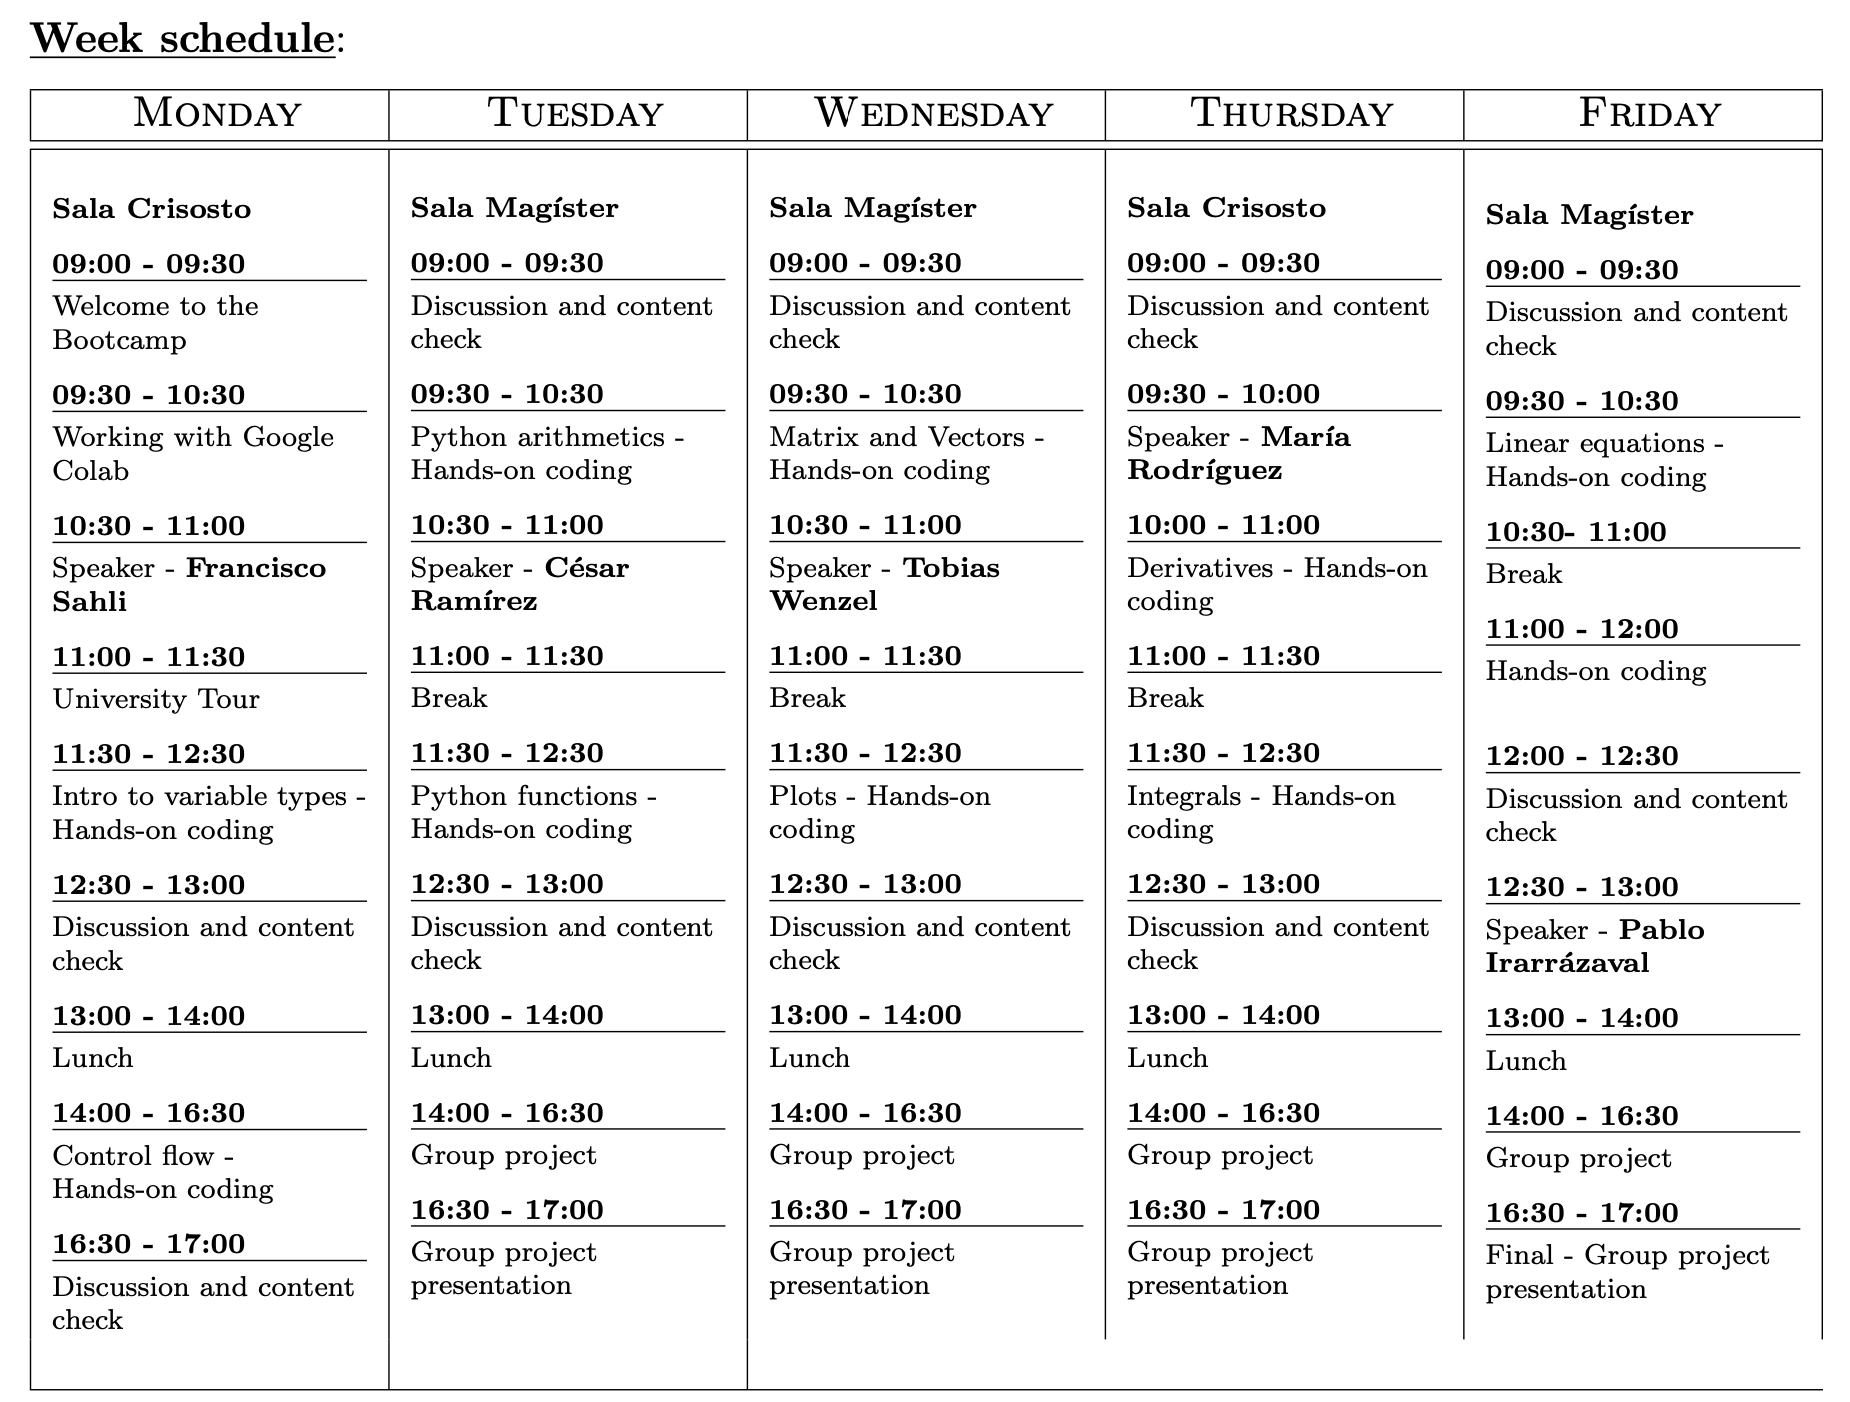 Week schedule:
Monday
Tuesday
Wednesday
Thursday
Friday
Sala Crisosto
09:00 - 09:30
Welcome to the
Bootcamp
09:30 - 10:30
Working with Google
Colab
10:30 - 11:00
Speaker - Francisco
Sahli
11:00 - 11:30
University Tour
11:30 - 12:30
Intro to variable types -
Hands-on coding
12:30 - 13:00
Discussion and content
check
13:00 - 14:00
Lunch
14:00 - 16:30
Control flow -
Hands-on coding
16:30 - 17:00
Discussion and content
check
Sala Magíster
09:00 - 09:30
Discussion and content
check
09:30 - 10:30
Python arithmetics -
Hands-on coding
10:30 - 11:00
Speaker - César
Ramírez
11:00 - 11:30
Break
11:30 - 12:30
Python functions -
Hands-on coding
12:30 - 13:00
Discussion and content
check
13:00 - 14:00
Lunch
14:00 - 16:30
Group project
16:30 - 17:00
Group project
presentation
Sala Magíster
09:00 - 09:30
Discussion and content
check
09:30 - 10:30
Matrix and Vectors -
Hands-on coding
10:30 - 11:00
Speaker - Tobias
Wenzel
11:00 - 11:30
Break
11:30 - 12:30
Plots - Hands-on
coding
12:30 - 13:00
Discussion and content
check
13:00 - 14:00
Lunch
14:00 - 16:30
Group project
16:30 - 17:00
Group project
presentation
Sala Crisosto
09:00 - 09:30
Discussion and content
check
09:30 - 10:00
Speaker - María
Rodríguez
10:00 - 11:00
Derivatives - Hands-on
coding
11:00 - 11:30
Break
11:30 - 12:30
Integrals - Hands-on
coding
12:30 - 13:00
Discussion and content
check
13:00 - 14:00
Lunch
14:00 - 16:30
Group project
16:30 - 17:00
Group project
presentation
Sala Magíster
09:00 - 09:30
Discussion and content
check
09:30 - 10:30
Linear equations -
Hands-on coding
10:30- 11:00
Break
11:00 - 12:00
Hands-on coding
12:00 - 12:30
Discussion and content
check
12:30 - 13:00
Speaker - Pablo
Irarrázaval
13:00 - 14:00
Lunch
14:00 - 16:30
Group project
16:30 - 17:00
Final - Group project
presentation